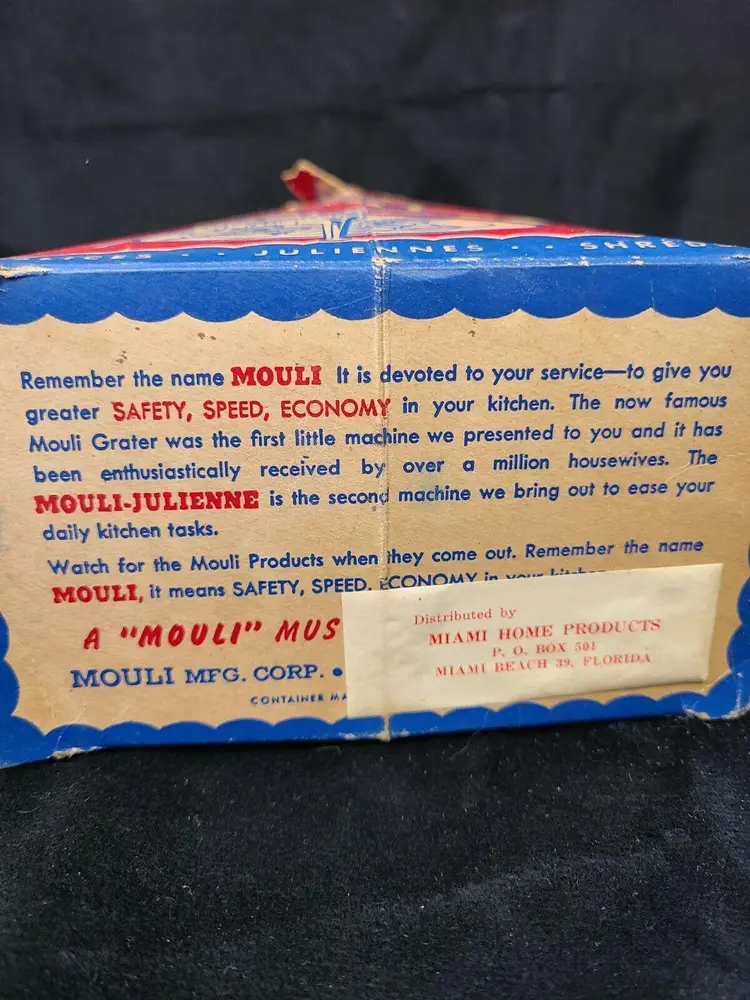 JULIENNES · · SHRED
Remember the name MOULI It is devoted to your service—to give you
greater SAFETY, SPEED, ECONOMY in your kitchen. The now famous
Mouli Grater was the first little machine we presented to you and it has
been enthusiastically received by over a million housewives. The
MOULI-JULIENNE is the second machine we bring out to ease your
daily kitchen tasks.
Watch for the Mouli Products when they come out. Remember the name
MOULI, it means SAFETY, SPEED, ECONOMY in your
A "MOULI" MUS
MOULI MFG. CORP. •
CONTAINER MA
Distributed by
MIAMI HOME PRODUCTS
P. O. BOX 501
MIAMI BEACH 39, FLORIDA